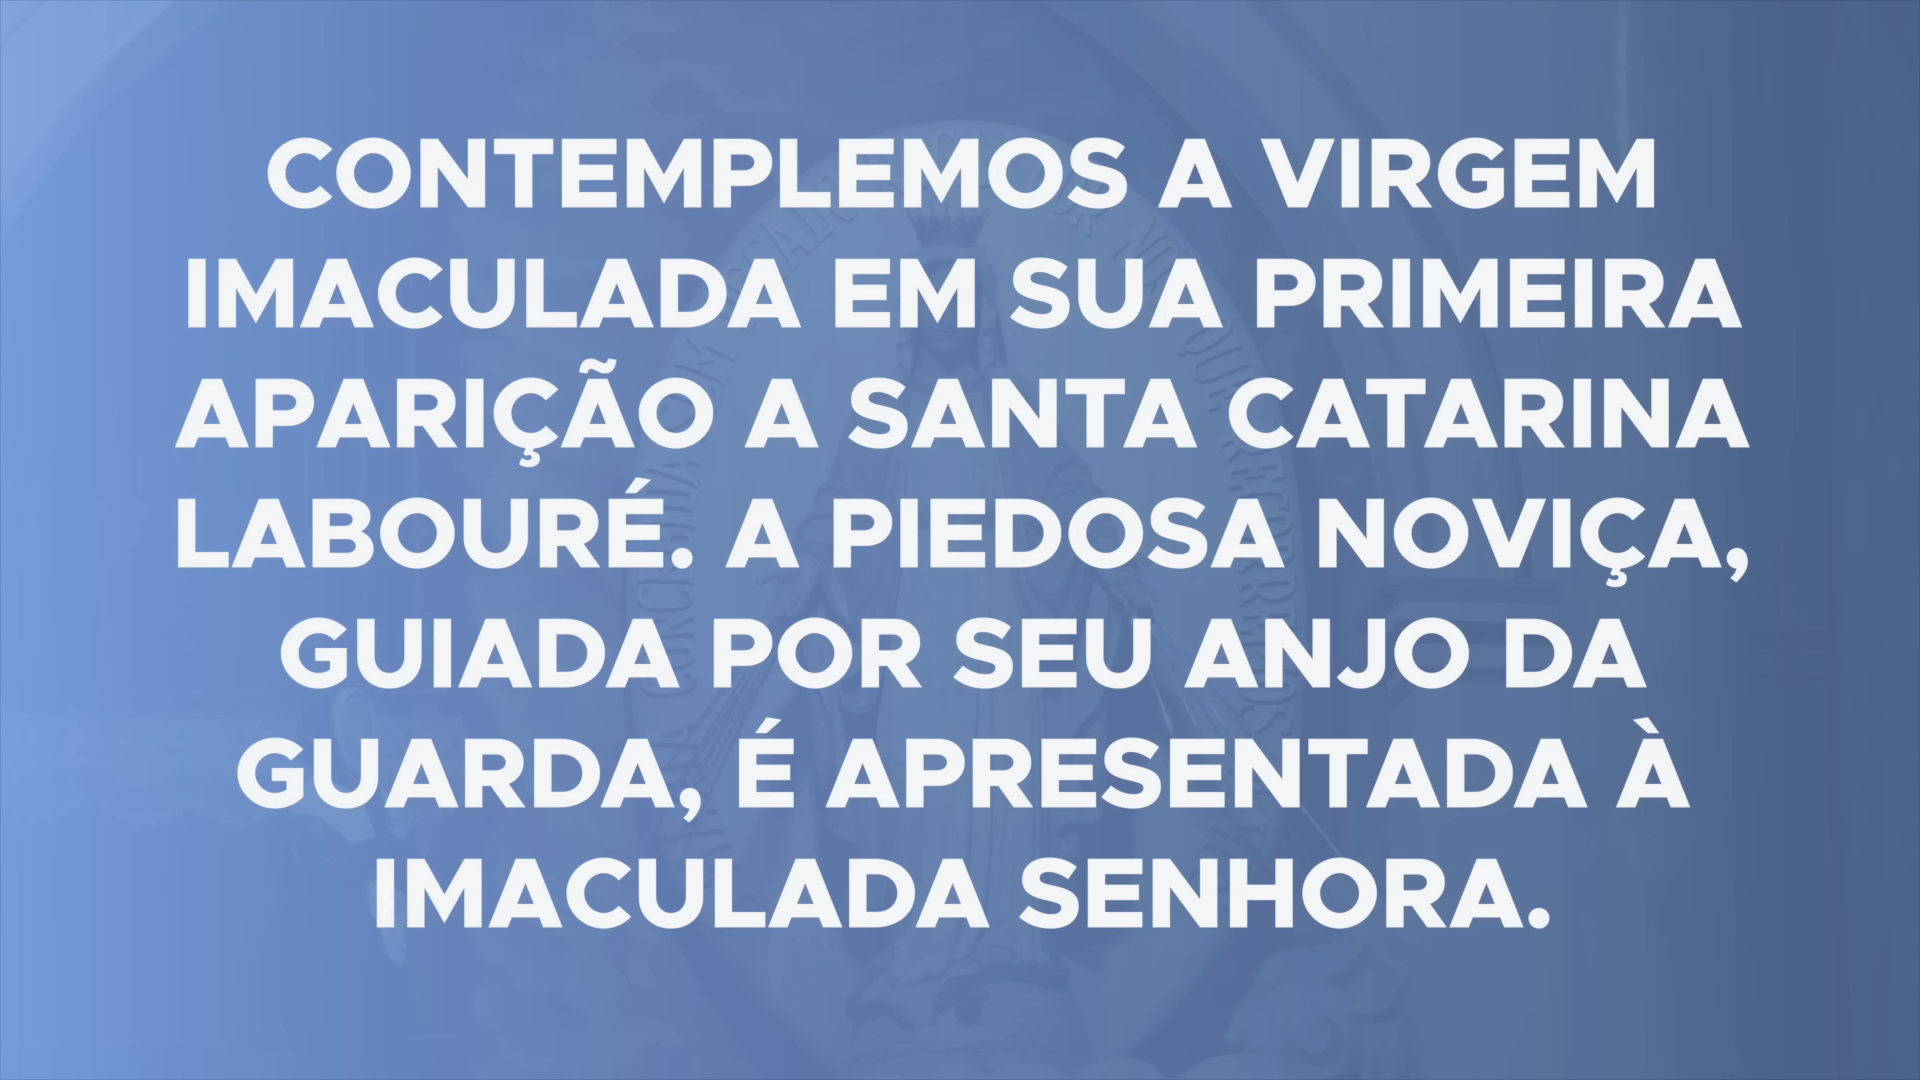 CONTEMPLEMOS A VIRGEM
IMACULADA EM SUA PRIMEIRA
APARIÇÃO A SANTA CATARINA
LABOURÉ. A PIEDOSA NOVIÇA,
GUIADA POR SEU ANJO DA
GUARDA, É APRESENTADA À
IMACULADA SENHORA.